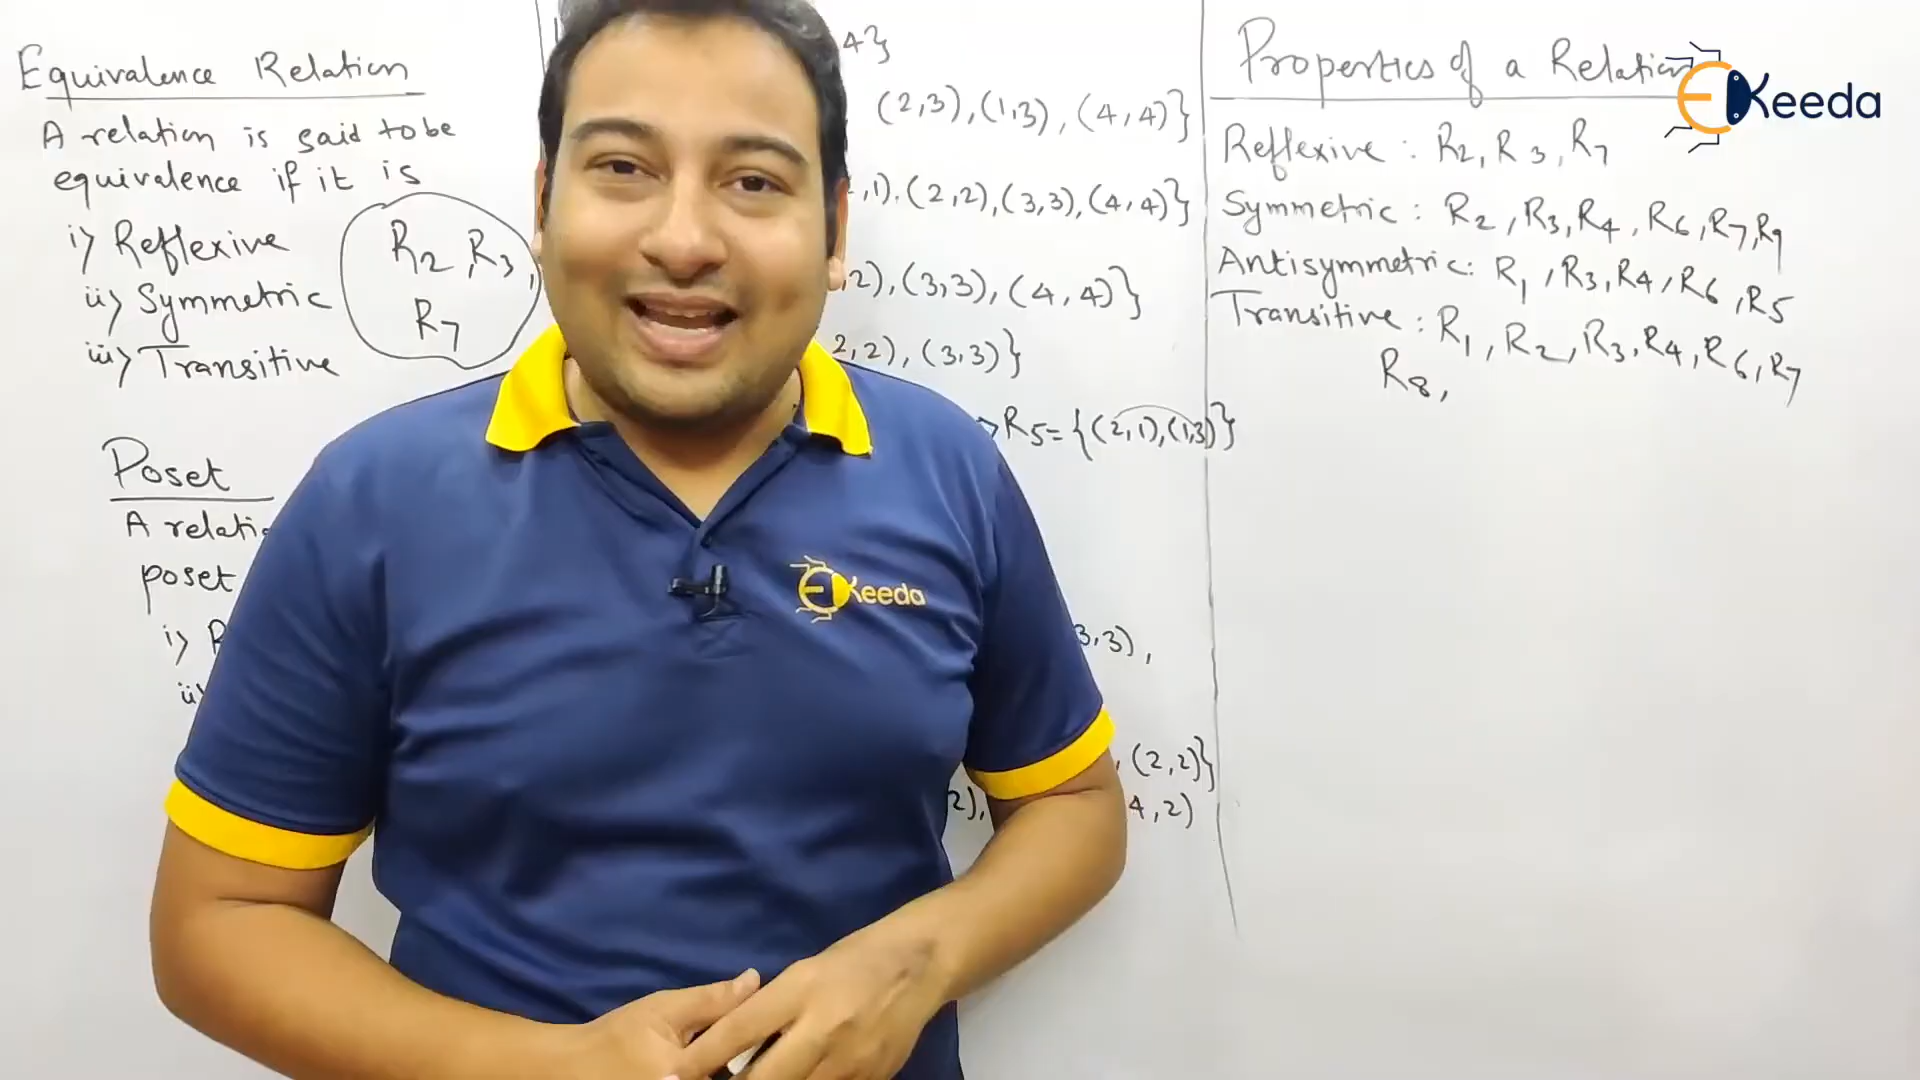 Equivalence Relation
A relation is said to be
equivalence if it is
i) Reflexive
ii) Symmetric
iii) Transitive
R2, R3,
R7
Poset
A relati
poset
i) R
ii)
4}
(2,3),(1,3),(4,4)}
,1).(2,2),(3,3),(4,4)}
,2),(3,3),(4,4)}
2,2),(3,3)}
R5={(2,1),(1,3)}
3,3),
,(2,2)}
2),
4,2)
Properties of a Relation
Reflexive : R2, R3, R7
Symmetric : R2, R3, R4, R6, R7, R9
Antisymmetric: R1, R3, R4, R6, R5
Transitive : R1, R2, R3, R4, R6, R7
R8,
EKeeda
EKeeda